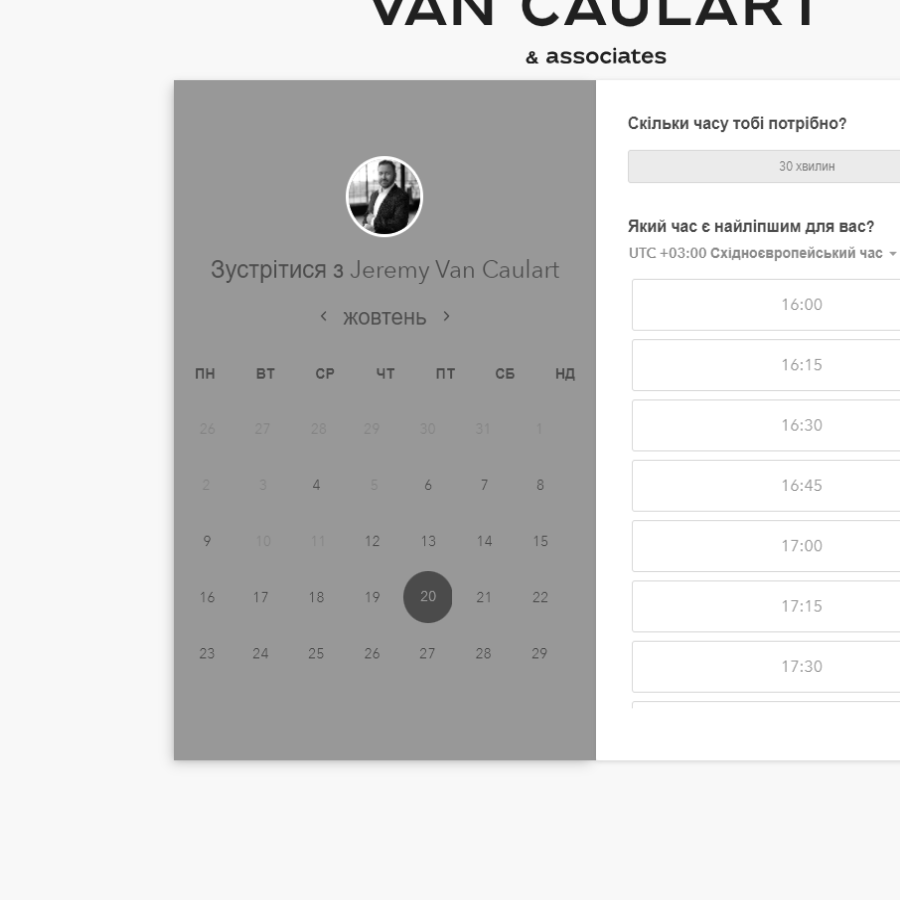 VAN CAULART
& associates
Зустрітися з Jeremy Van Caulart
‹ жовтень ›
ПН ВТ СР ЧТ ПТ СБ НД
26 27 28 29 30 31 1
2 3 4 5 6 7 8
9 10 11 12 13 14 15
16 17 18 19 20 21 22
23 24 25 26 27 28 29
Скільки часу тобі потрібно?
30 хвилин
Який час є найліпшим для вас?
UTC +03:00 Східноєвропейський час
16:00
16:15
16:30
16:45
17:00
17:15
17:30